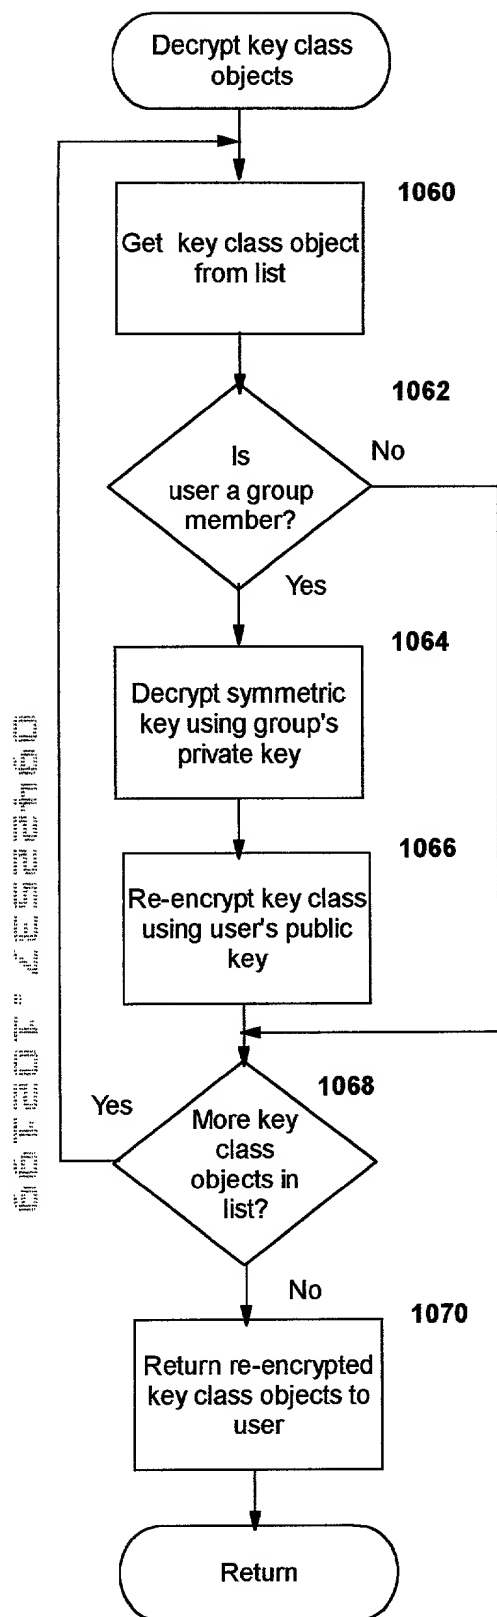 Decrypt key class
objects
1060
Get key class object
from list
1062
Is
user a group
member?
No
Yes
1064
Decrypt symmetric
key using group's
private key
1066
Re-encrypt key class
using user's public
key
1068
Yes
More key
class
objects in
list?
No
1070
Return re-encrypted
key class objects to
user
Return